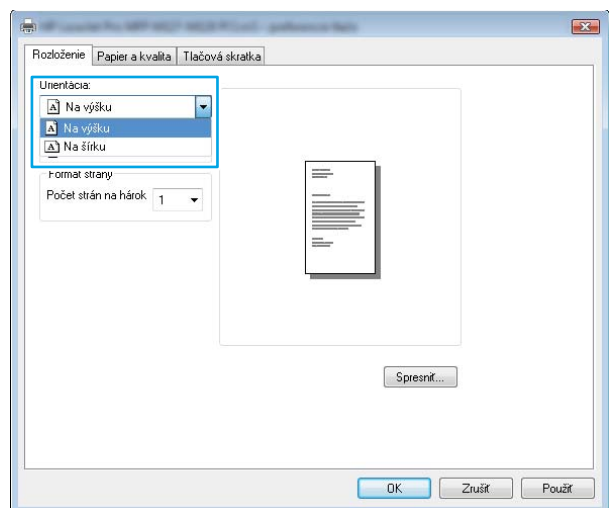 Rozloženie Papier a kvalita Tlačová skratka
Orientácia:
Na výšku
Na výšku
Na šírku
Formát strany
Počet strán na hárok 1
Spresniť...
OK Zrušiť Použiť